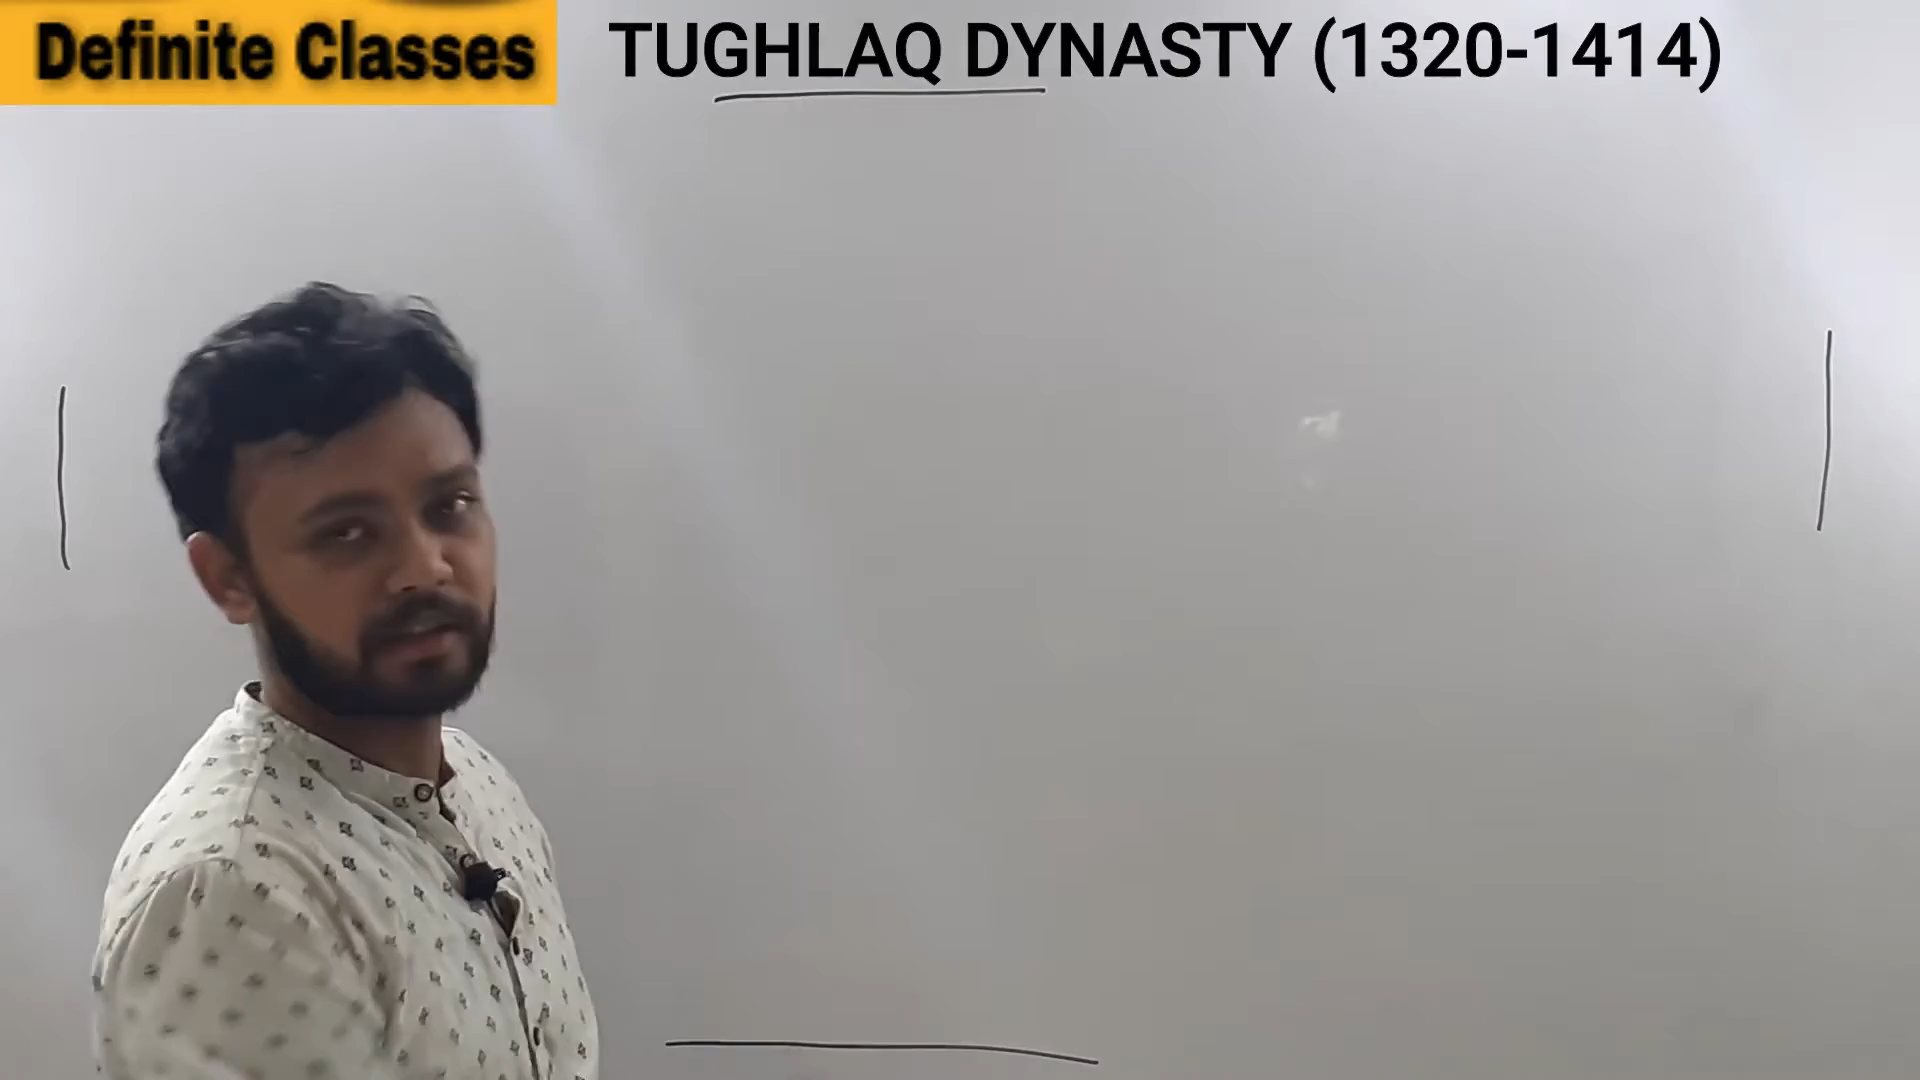 Definite Classes
TUGHLAQ DYNASTY (1320-1414)